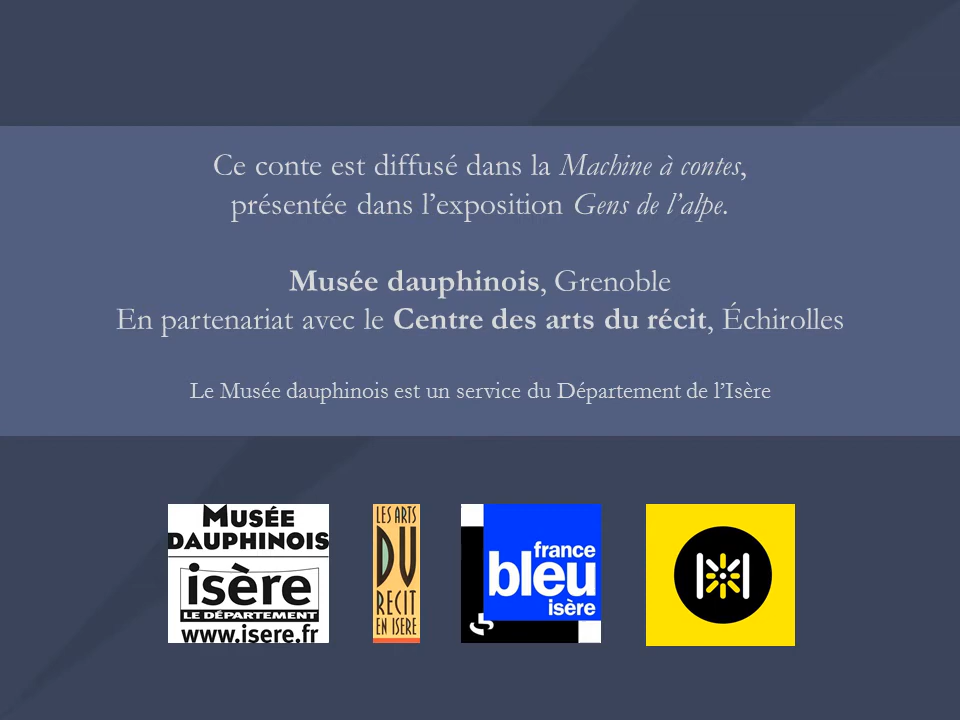 Ce conte est diffusé dans la Machine à contes,
présentée dans l’exposition Gens de l’alpe.
Musée dauphinois, Grenoble
En partenariat avec le Centre des arts du récit, Échirolles
Le Musée dauphinois est un service du Département de l’Isère
MUSÉE
DAUPHINOIS
isère
LE DÉPARTEMENT
www.isere.fr
LES ARTS
DU
RECIT
EN ISERE
france
bleu
isère